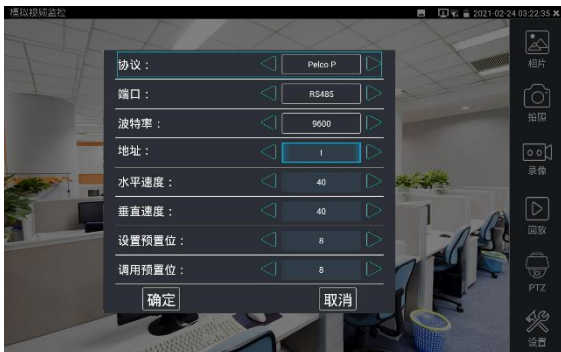 模拟视频监控
2021-02-24 03:22:35
协议： Pelco P
端口： RS485
波特率： 9600
地址： 1
水平速度： 40
垂直速度： 40
设置预置位： 8
调用预置位： 8
确定 取消
相片
拍照
录像
回放
PTZ
设置